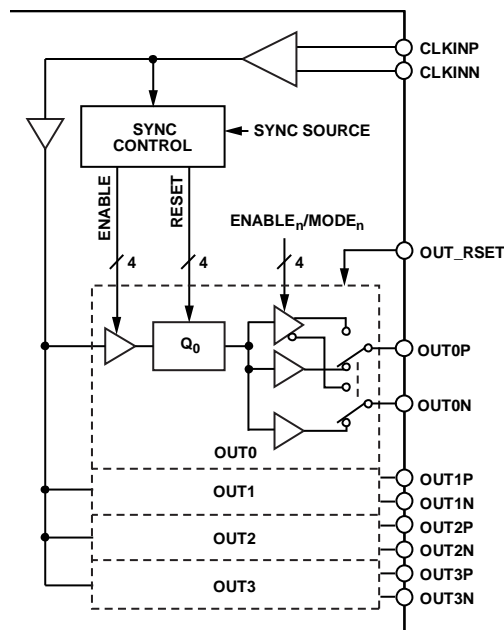 CLKINP
CLKINN
SYNC
CONTROL
SYNC SOURCE
ENABLE
RESET
ENABLEn/MODEn
4
4
4
OUT_RSET
Q0
OUT0P
OUT0N
OUT0
OUT1
OUT1P
OUT1N
OUT2
OUT2P
OUT2N
OUT3
OUT3P
OUT3N